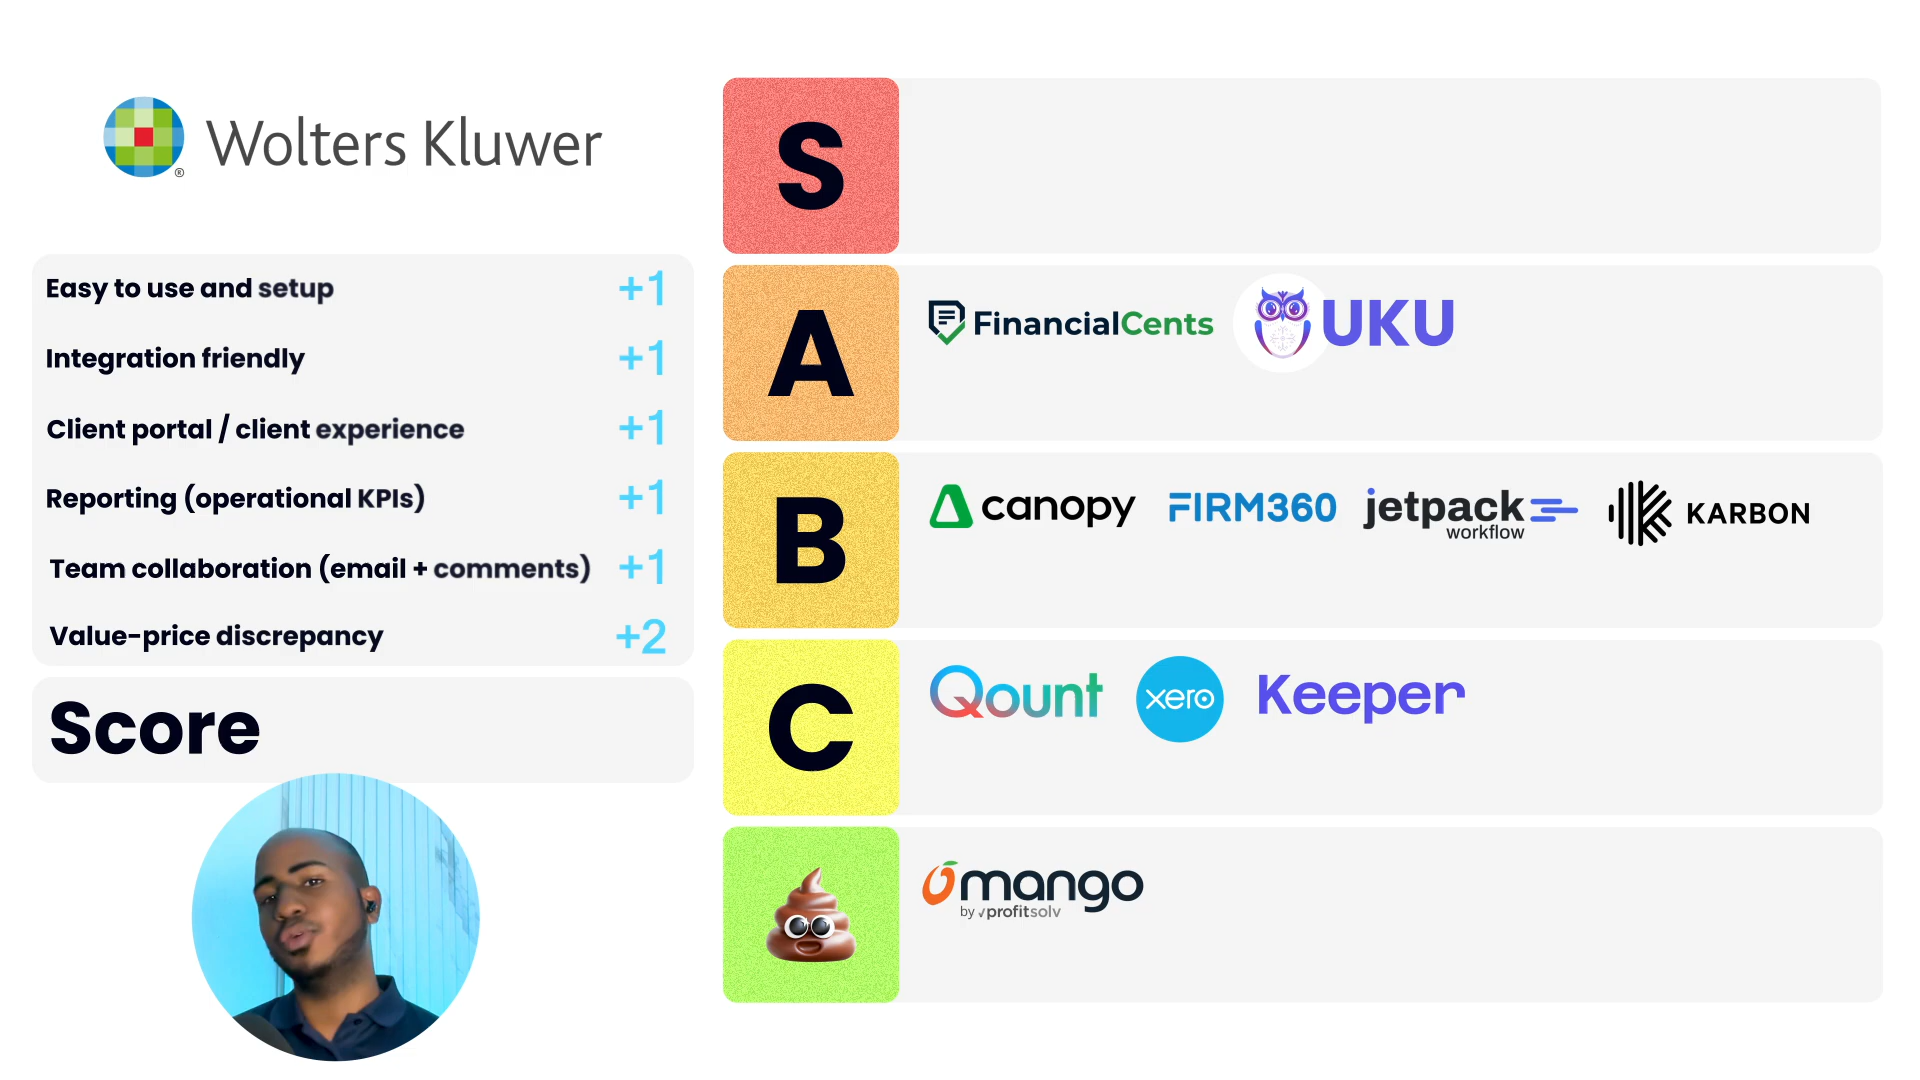 Wolters Kluwer
®
Easy to use and setup +1
Integration friendly +1
Client portal / client experience +1
Reporting (operational KPIs) +1
Team collaboration (email + comments) +1
Value-price discrepancy +2
Score
S
A
FinancialCents UKU
B
canopy FIRM360 jetpack workflow KARBON
C
Qount xero Keeper
mango
by profitsolv